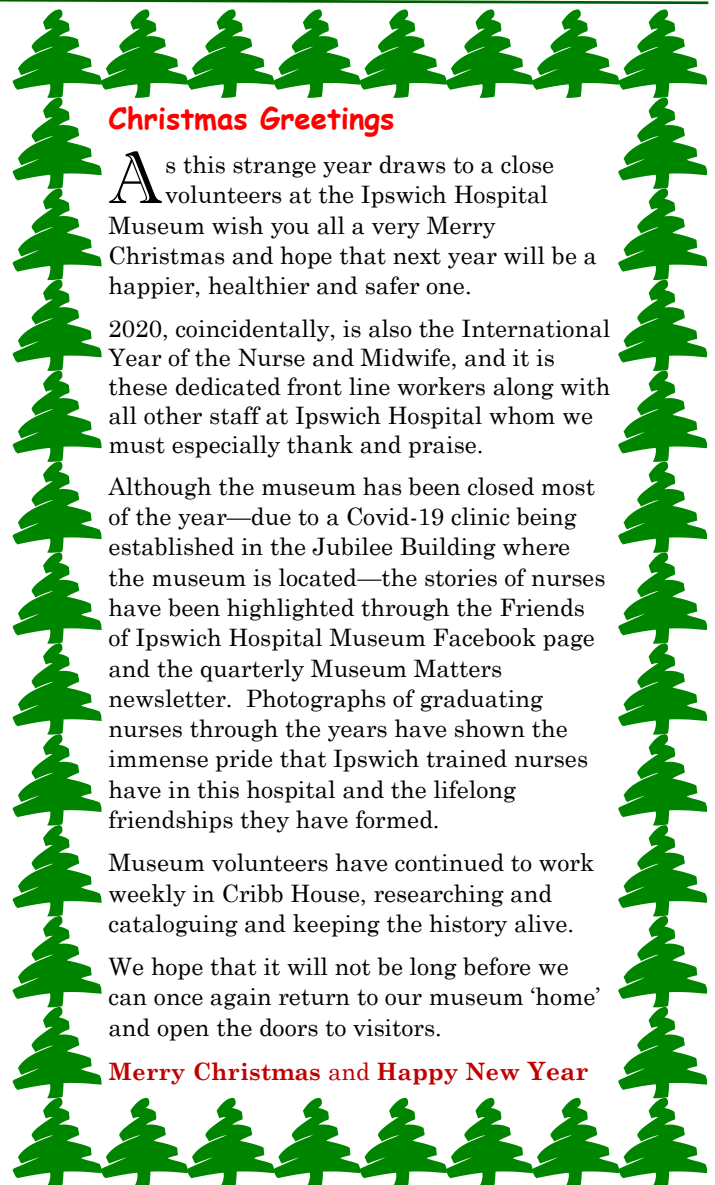 Christmas Greetings
As this strange year draws to a close
volunteers at the Ipswich Hospital
Museum wish you all a very Merry
Christmas and hope that next year will be a
happier, healthier and safer one.
2020, coincidentally, is also the International
Year of the Nurse and Midwife, and it is
these dedicated front line workers along with
all other staff at Ipswich Hospital whom we
must especially thank and praise.
Although the museum has been closed most
of the year—due to a Covid-19 clinic being
established in the Jubilee Building where
the museum is located—the stories of nurses
have been highlighted through the Friends
of Ipswich Hospital Museum Facebook page
and the quarterly Museum Matters
newsletter.  Photographs of graduating
nurses through the years have shown the
immense pride that Ipswich trained nurses
have in this hospital and the lifelong
friendships they have formed.
Museum volunteers have continued to work
weekly in Cribb House, researching and
cataloguing and keeping the history alive.
We hope that it will not be long before we
can once again return to our museum ‘home’
and open the doors to visitors.
Merry Christmas and Happy New Year